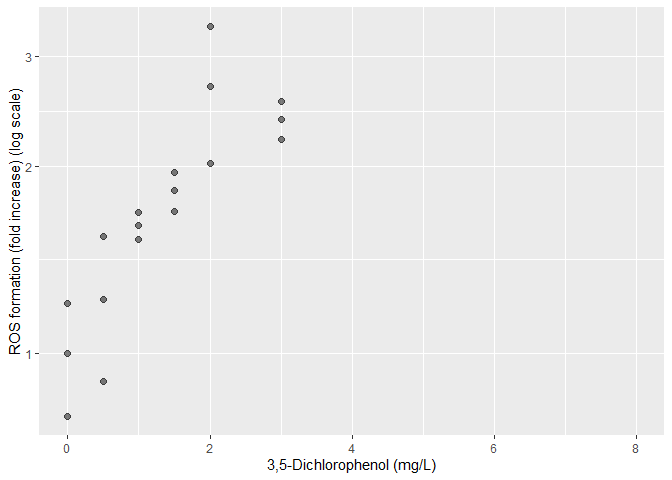 ROS formation (fold increase) (log scale)
3
2
1
0 2 4 6 8
3,5-Dichlorophenol (mg/L)